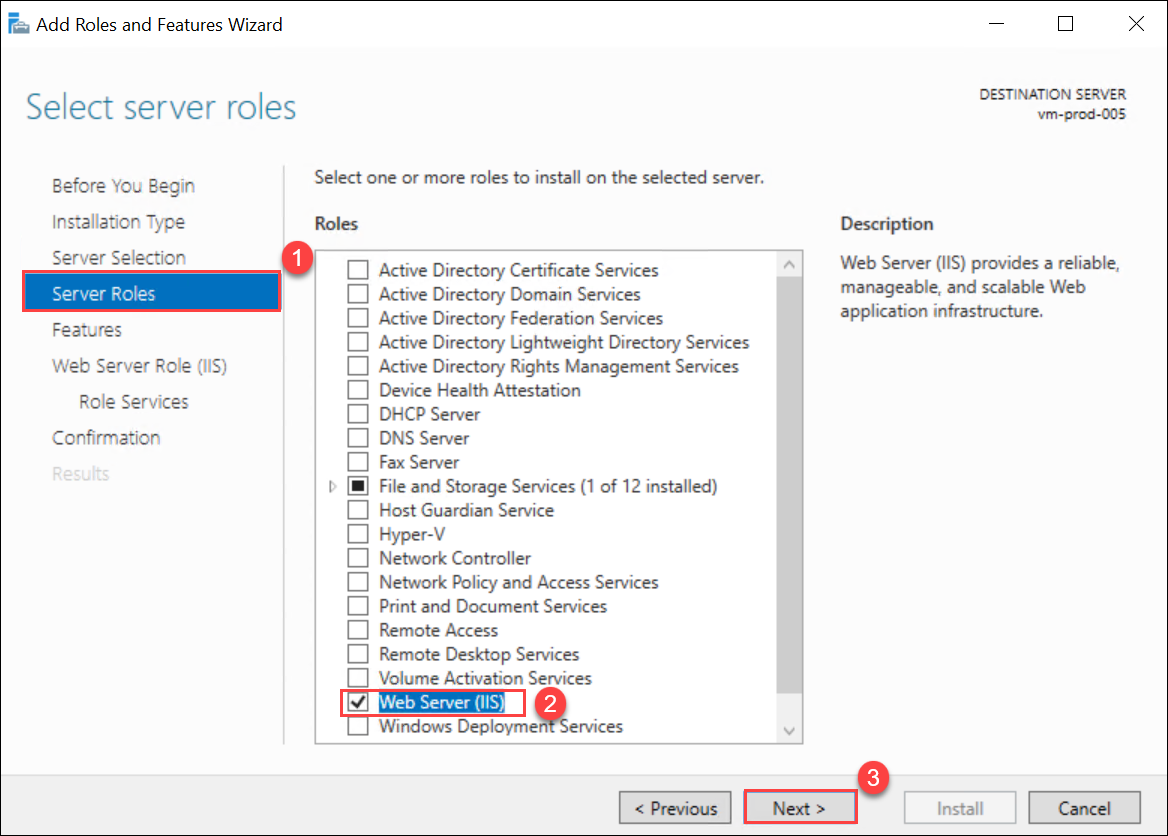 Add Roles and Features Wizard
Select server roles
DESTINATION SERVER
vm-prod-005
Before You Begin
Installation Type
Server Selection
Server Roles
Features
Web Server Role (IIS)
Role Services
Confirmation
Results
1
Select one or more roles to install on the selected server.
Roles
Active Directory Certificate Services
Active Directory Domain Services
Active Directory Federation Services
Active Directory Lightweight Directory Services
Active Directory Rights Management Services
Device Health Attestation
DHCP Server
DNS Server
Fax Server
File and Storage Services (1 of 12 installed)
Host Guardian Service
Hyper-V
Network Controller
Network Policy and Access Services
Print and Document Services
Remote Access
Remote Desktop Services
Volume Activation Services
Web Server (IIS)
2
Windows Deployment Services
Description
Web Server (IIS) provides a reliable,
manageable, and scalable Web
application infrastructure.
3
< Previous
Next >
Install
Cancel